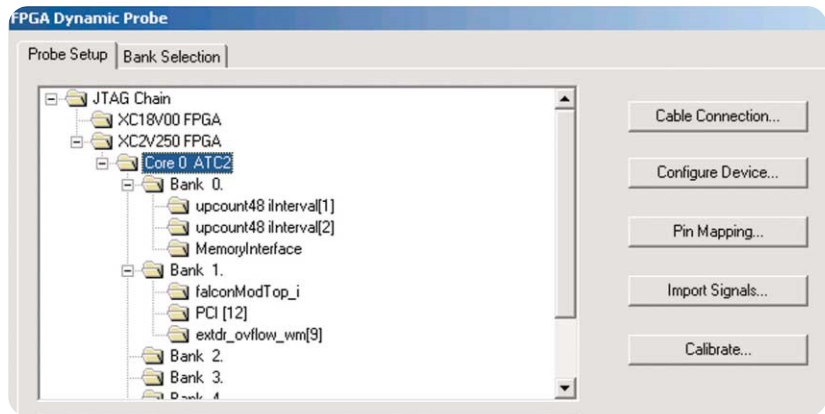 FPGA Dynamic Probe
Probe Setup
Bank Selection
JTAG Chain
XC18V00 FPGA
XC2V250 FPGA
Core 0 ATC2
Bank 0.
upcount48 iInterval[1]
upcount48 iInterval[2]
MemoryInterface
Bank 1.
falconModTop_i
PCI [12]
extdr_ovflow_wm[9]
Bank 2.
Bank 3.
Bank 4
Cable Connection...
Configure Device...
Pin Mapping...
Import Signals...
Calibrate...